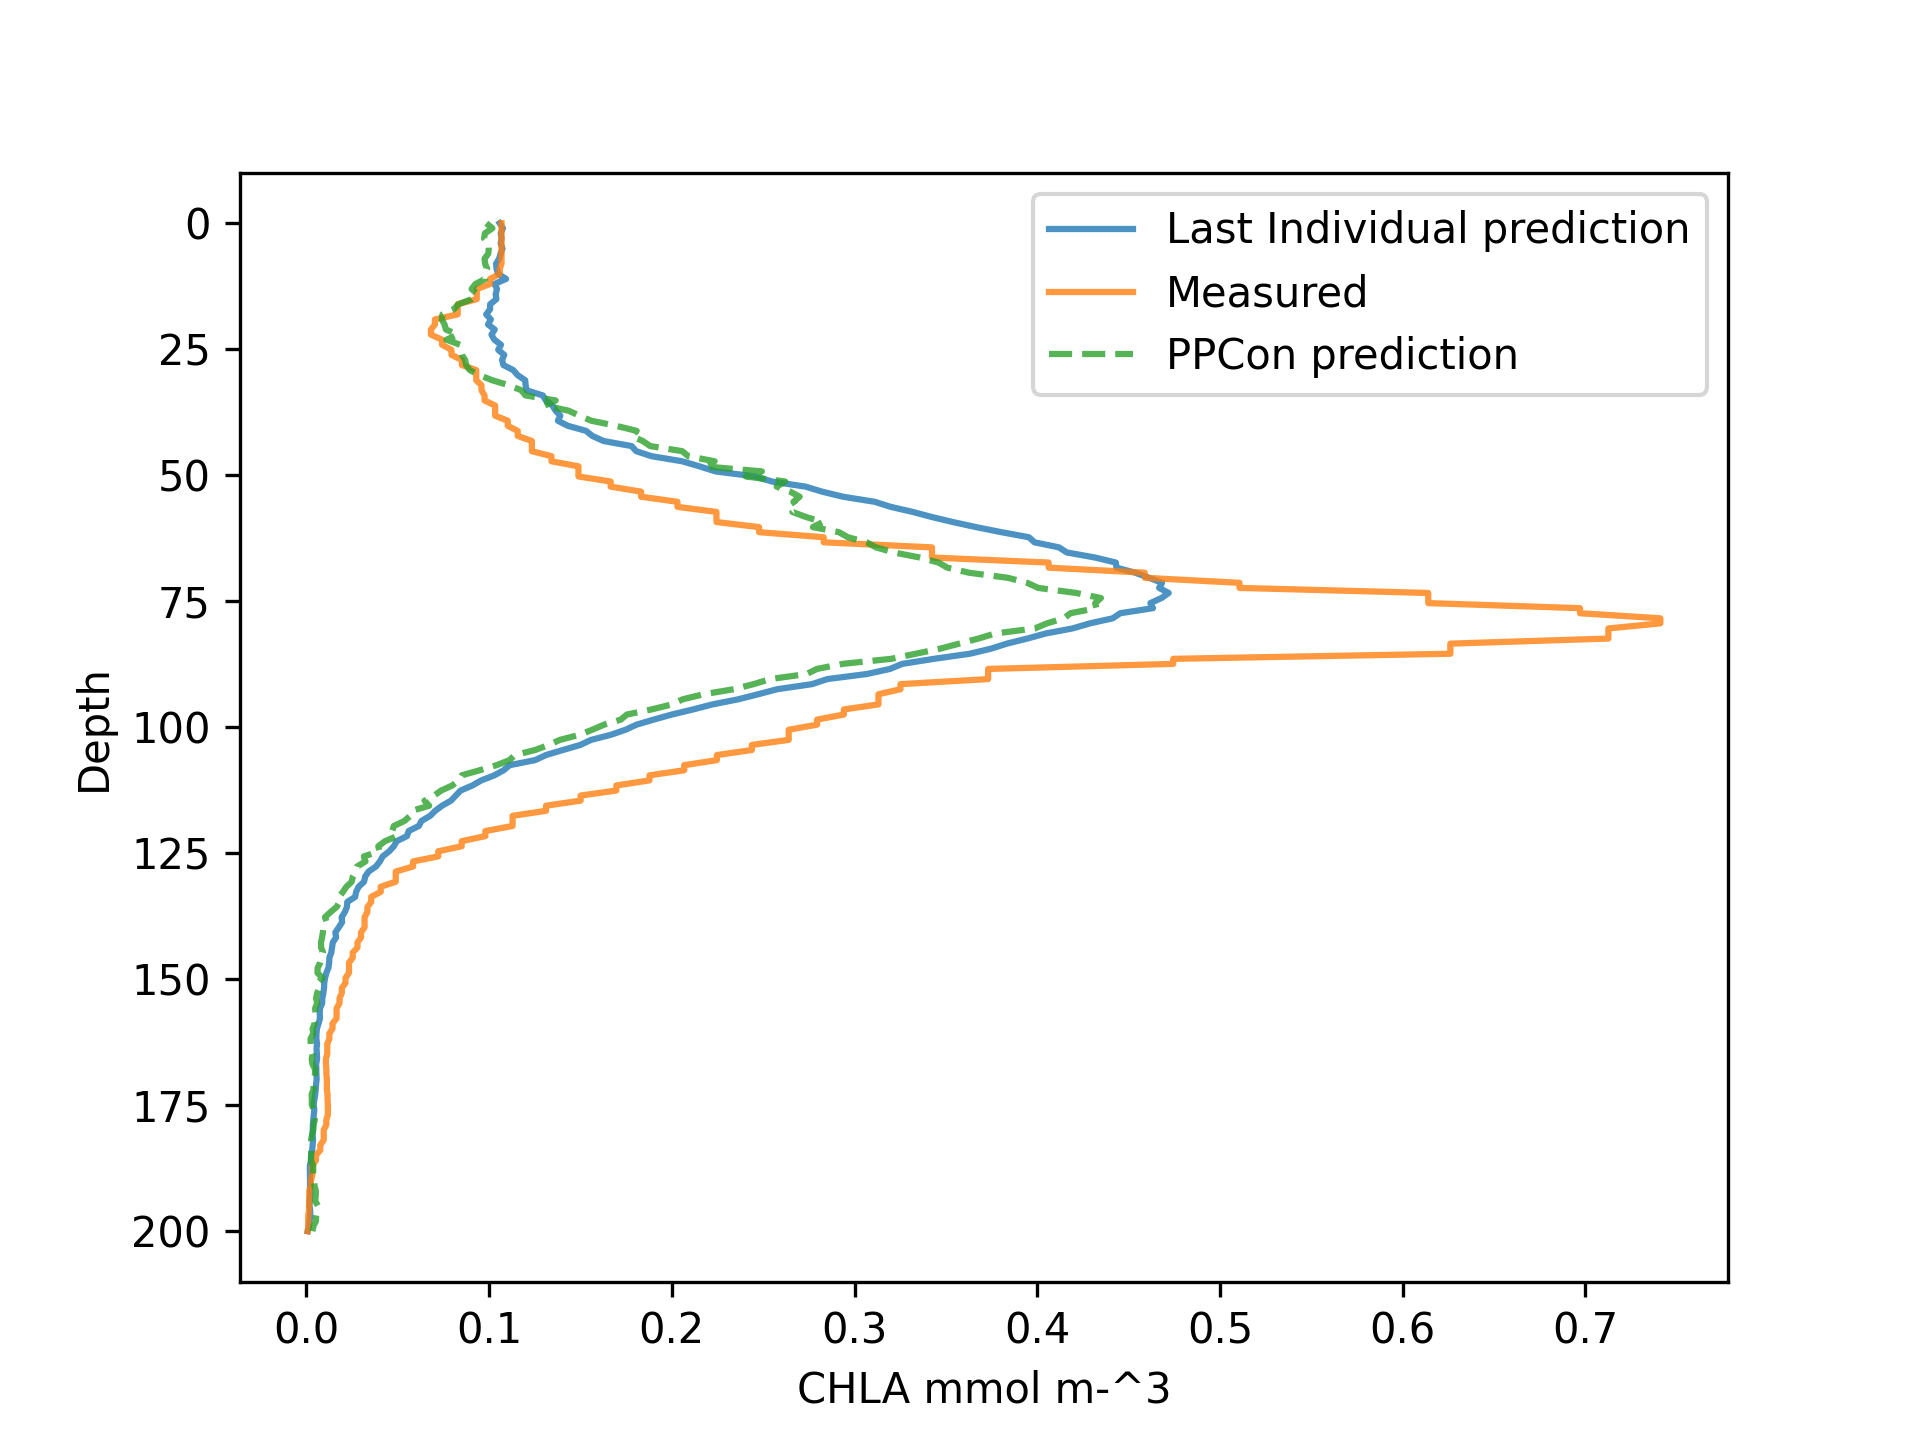 Last Individual prediction
Measured
PPCon prediction
0
25
50
75
100
125
150
175
200
Depth
0.0 0.1 0.2 0.3 0.4 0.5 0.6 0.7
CHLA mmol m-^3